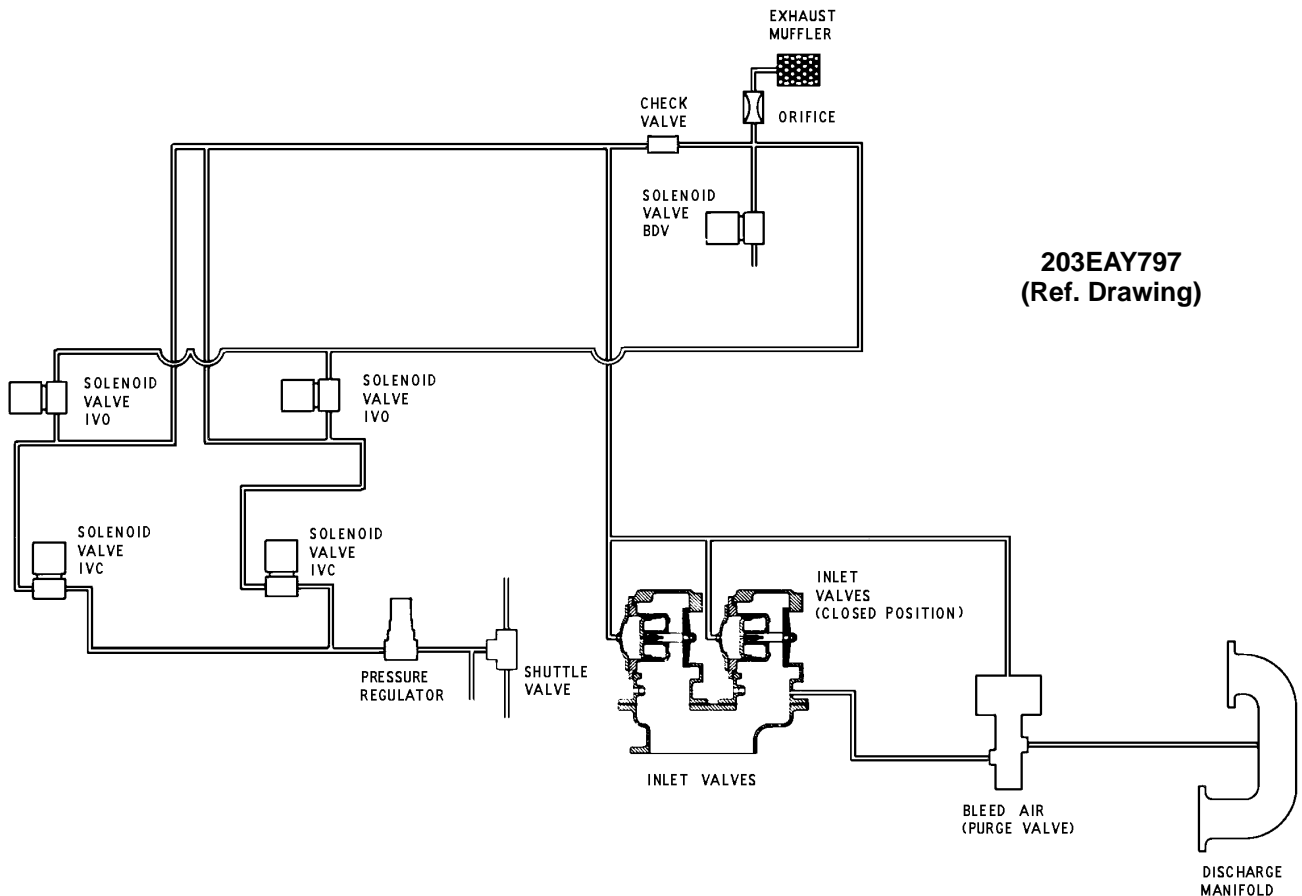 EXHAUST
MUFFLER
CHECK
VALVE
ORIFICE
SOLENOID
VALVE
BDV
203EAY797
(Ref. Drawing)
SOLENOID
VALVE
IVO
SOLENOID
VALVE
IVO
SOLENOID
VALVE
IVC
SOLENOID
VALVE
IVC
INLET
VALVES
(CLOSED POSITION)
PRESSURE
REGULATOR
SHUTTLE
VALVE
INLET VALVES
BLEED AIR
(PURGE VALVE)
DISCHARGE
MANIFOLD